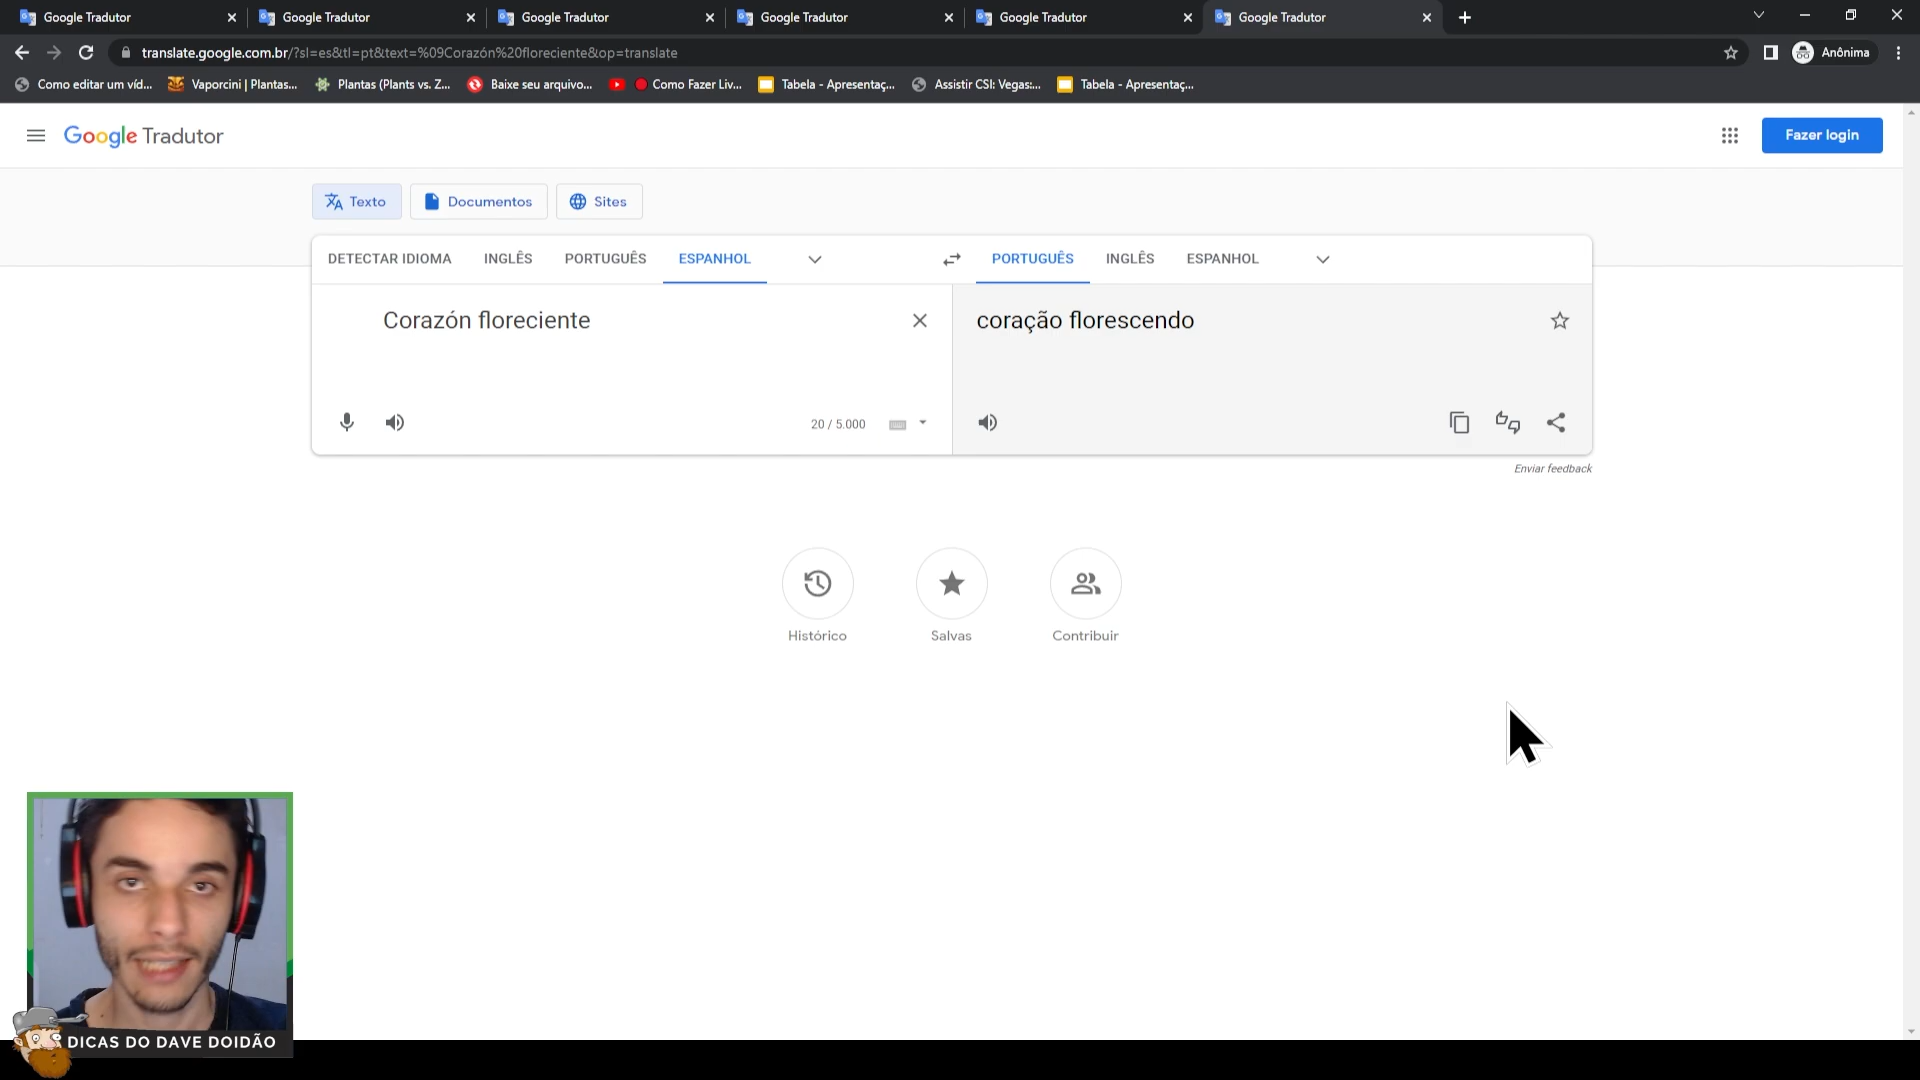 Google Tradutor
Google Tradutor
Google Tradutor
Google Tradutor
Google Tradutor
Google Tradutor
translate.google.com.br/?sl=es&tl=pt&text=%09Corazón%20floreciente&op=translate
Anônima
Como editar um víd...
Vaporcini | Plantas...
Plantas (Plants vs. Z...
Baixe seu arquivo...
Como Fazer Liv...
Tabela - Apresentaç...
Assistir CSI: Vegas:...
Tabela - Apresentaç...
Google Tradutor
Fazer login
Texto
Documentos
Sites
DETECTAR IDIOMA
INGLÊS
PORTUGUÊS
ESPANHOL
PORTUGUÊS
INGLÊS
ESPANHOL
Corazón floreciente
coração florescendo
20 / 5.000
Enviar feedback
Histórico
Salvas
Contribuir
DICAS DO DAVE DOIDÃO